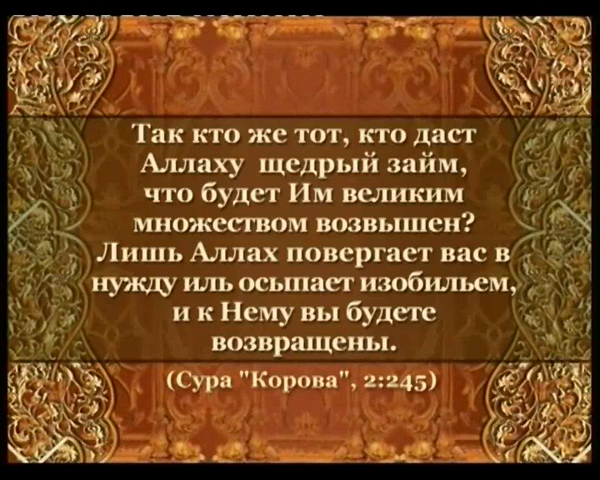 Так кто же тот, кто даст
Аллаху щедрый займ,
что будет Им великим
множеством возвышен?
Лишь Аллах повергает вас в
нужду иль осыпает изобильем,
и к Нему вы будете
возвращены.
(Сура "Корова", 2:245)